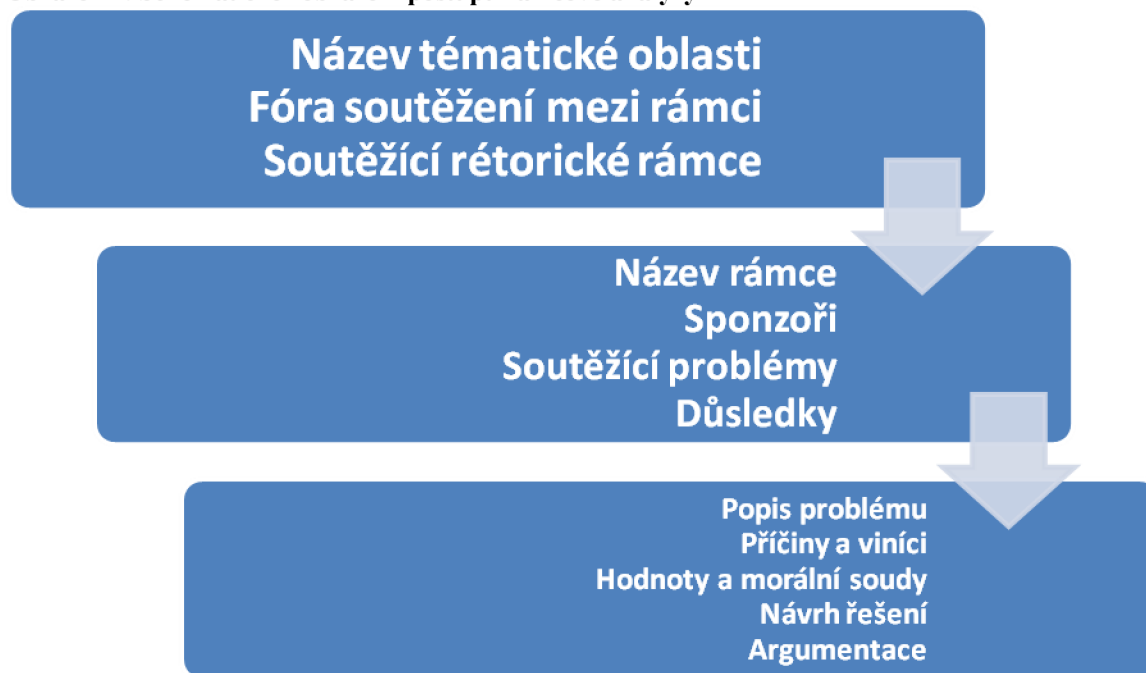 Název tématické oblasti
Fóra soutěžení mezi rámci
Soutěžící rétorické rámce
Název rámce
Sponzoři
Soutěžící problémy
Důsledky
Popis problému
Příčiny a viníci
Hodnoty a morální soudy
Návrh řešení
Argumentace